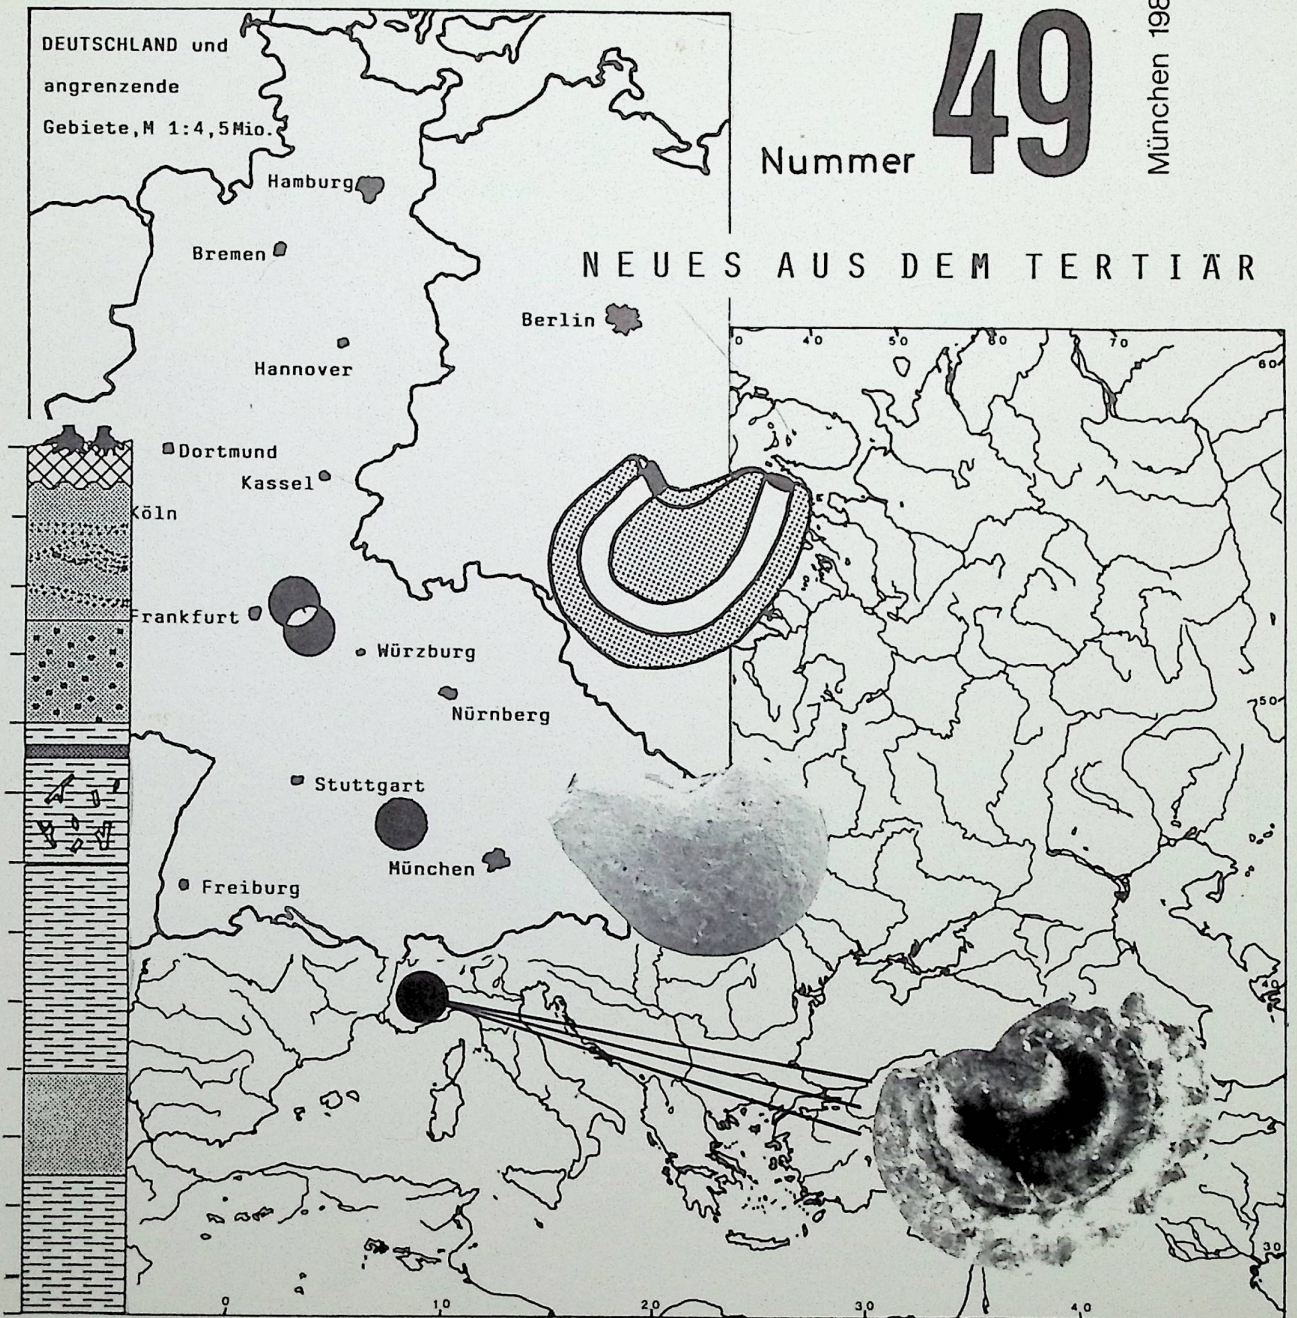 DEUTSCHLAND und
angrenzende
Gebiete,M 1:4,5Mio.
Nummer 49
München 198
NEUES AUS DEM TERTIÄR
Hamburg
Bremen
Berlin
Hannover
Dortmund
Kassel
Köln
Frankfurt
Würzburg
Nürnberg
Stuttgart
München
Freiburg
0 40 50 60 70
60
50
40
30
0 10 20 30 40